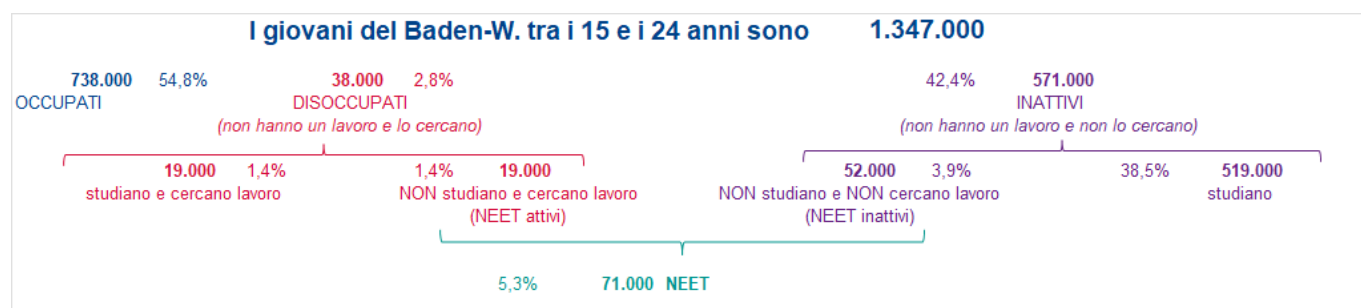 I giovani del Baden-W. tra i 15 e i 24 anni sono 1.347.000
738.000 54,8% 38.000 2,8% 42,4% 571.000
OCCUPATI DISOCCUPATI INATTIVI
(non hanno un lavoro e lo cercano) (non hanno un lavoro e non lo cercano)
19.000 1,4% 1,4% 19.000 52.000 3,9% 38,5% 519.000
studiano e cercano lavoro NON studiano e cercano lavoro NON studiano e NON cercano lavoro studiano
(NEET attivi) (NEET inattivi)
5,3% 71.000 NEET